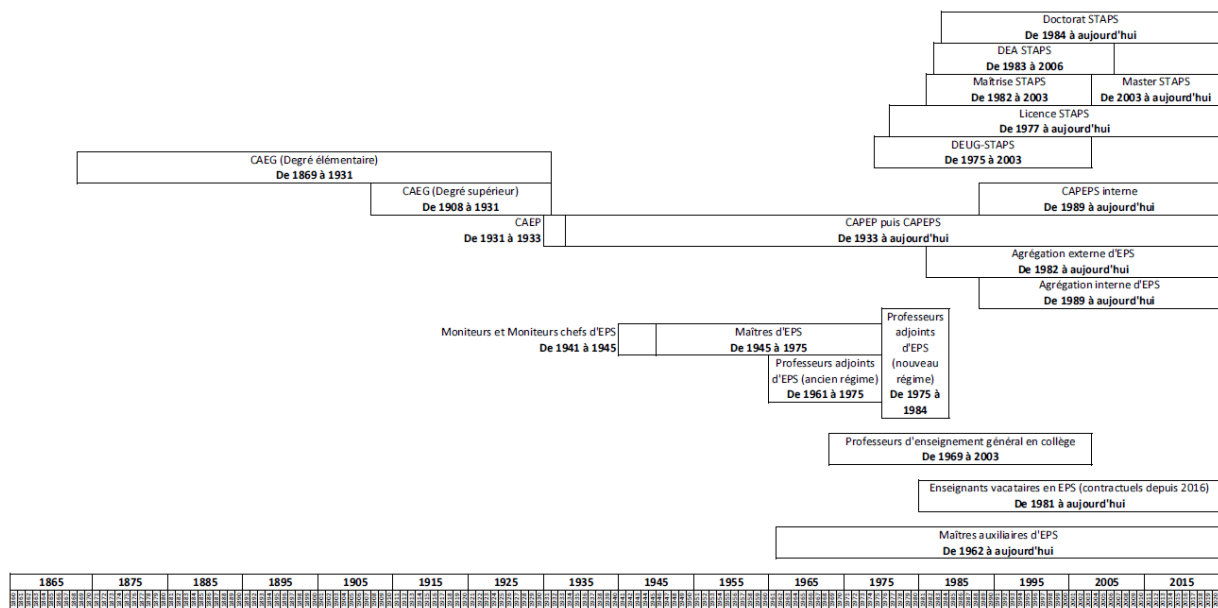 Doctorat STAPS
De 1984 à aujourd'hui
DEA STAPS
De 1983 à 2006
Maîtrise STAPS
De 1982 à 2003
Master STAPS
De 2003 à aujourd'hui
Licence STAPS
De 1977 à aujourd'hui
DEUG-STAPS
De 1975 à 2003
CAEG (Degré élémentaire)
De 1869 à 1931
CAEG (Degré supérieur)
De 1908 à 1931
CAPEPS interne
De 1989 à aujourd'hui
CAEP
De 1931 à 1933
CAPEP puis CAPEPS
De 1933 à aujourd'hui
Agrégation externe d'EPS
De 1982 à aujourd'hui
Agrégation interne d'EPS
De 1989 à aujourd'hui
Moniteurs et Moniteurs chefs d'EPS
De 1941 à 1945
Maîtres d'EPS
De 1945 à 1975
Professeurs adjoints
d'EPS (ancien régime)
De 1961 à 1975
Professeurs
adjoints
d'EPS
(nouveau
régime)
De 1975 à
1984
Professeurs d'enseignement général en collège
De 1969 à 2003
Enseignants vacataires en EPS (contractuels depuis 2016)
De 1981 à aujourd'hui
Maîtres auxiliaires d'EPS
De 1962 à aujourd'hui
1865 1875 1885 1895 1905 1915 1925 1935 1945 1955 1965 1975 1985 1995 2005 2015